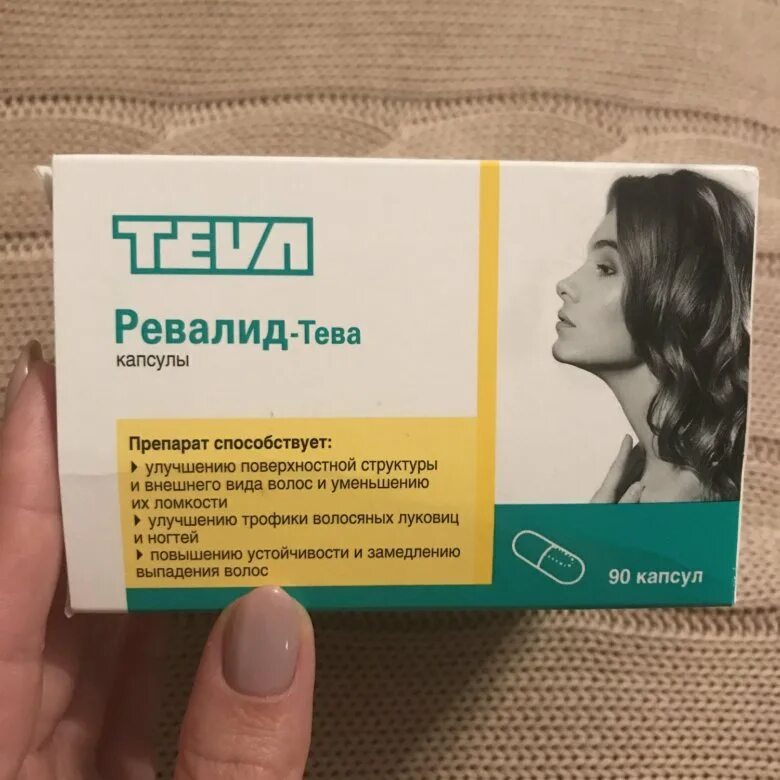 TEVA
Ревалид-Тева
капсулы
Препарат способствует:
улучшению поверхностной структуры
и внешнего вида волос и уменьшению
их ломкости
улучшению трофики волосяных луковиц
и ногтей
повышению устойчивости и замедлению
выпадения волос
90 капсул